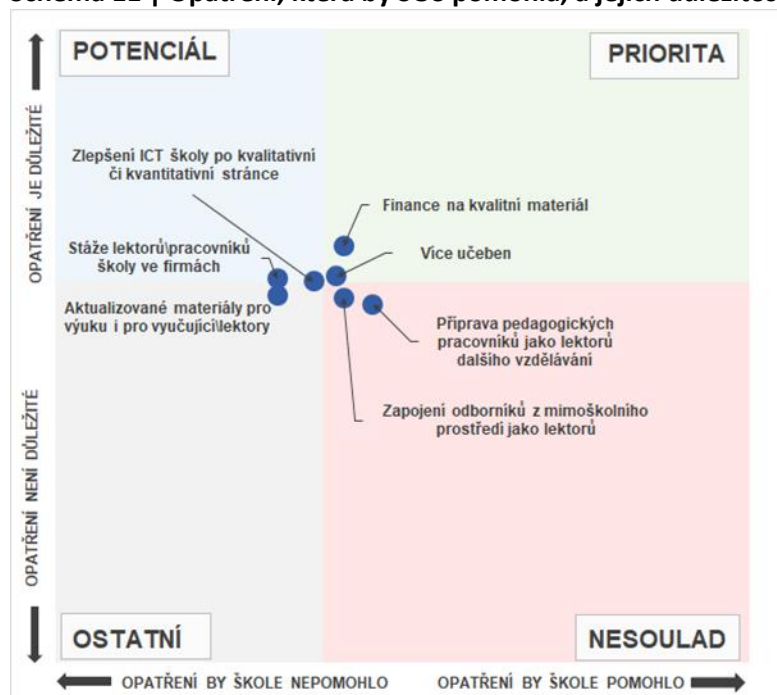 Schéma | Opatření, která by pomohla, a jejich
POTENCIÁL
PRIORITA
OPATŘENÍ JE DŮLEŽITÉ
Zlepšení ICT školy po kvalitativní
či kvantitativní stránce
Finance na kvalitní materiál
Stáže lektorů\pracovníků
školy ve firmách
Více učeben
Aktualizované materiály pro
výuku i pro vyučující\lektory
Příprava pedagogických
pracovníků jako lektorů
dalšího vzdělávání
Zapojení odborníků z mimoškolního
prostředí jako lektorů
OPATŘENÍ NENÍ DŮLEŽITÉ
OSTATNÍ
NESOULAD
OPATŘENÍ BY ŠKOLE NEPOMOHLO
OPATŘENÍ BY ŠKOLE POMOHLO